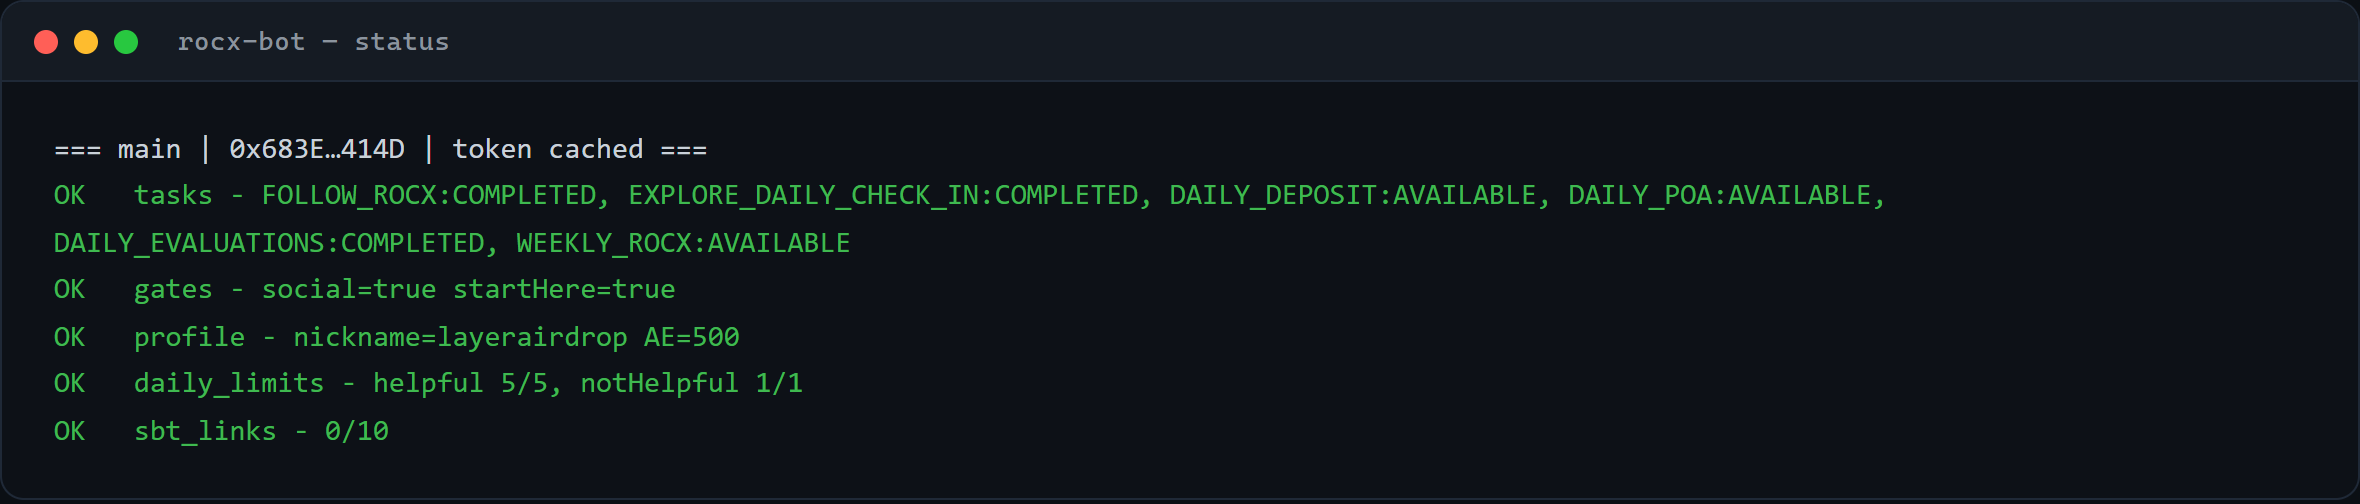 rocx-bot — status
=== main | 0x683E…414D | token cached ===
OK   tasks - FOLLOW_ROCX:COMPLETED, EXPLORE_DAILY_CHECK_IN:COMPLETED, DAILY_DEPOSIT:AVAILABLE, DAILY_POA:AVAILABLE,
DAILY_EVALUATIONS:COMPLETED, WEEKLY_ROCX:AVAILABLE
OK   gates - social=true startHere=true
OK   profile - nickname=layerairdrop AE=500
OK   daily_limits - helpful 5/5, notHelpful 1/1
OK   sbt_links - 0/10